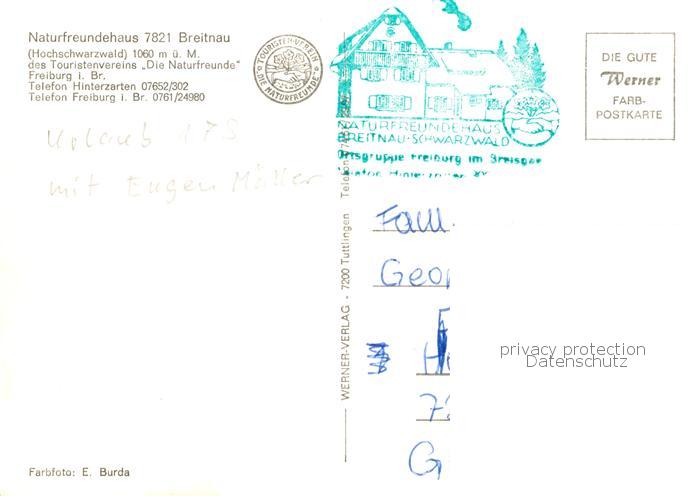 Naturfreundehaus 7821 Breitnau
(Hochschwarzwald) 1060 m ü. M.
des Touristenvereins „Die Naturfreunde"
Freiburg i. Br.
Telefon Hinterzarten 07652/302
Telefon Freiburg i. Br. 0761/24980
TOURISTEN-VEREIN
"DIE NATURFREUNDE"
Urlaub
mit Eugen Müller
NATURFREUNDEHAUS
BREITNAU-SCHWARZWALD
Ortsgruppe Freiburg im Breisgau
DIE GUTE
Werner
FARB-
POSTKARTE
WERNER-VERLAG - 7200 Tuttlingen Telefon
Fam.
privacy protection
Datenschutz
Farbfoto: E. Burda